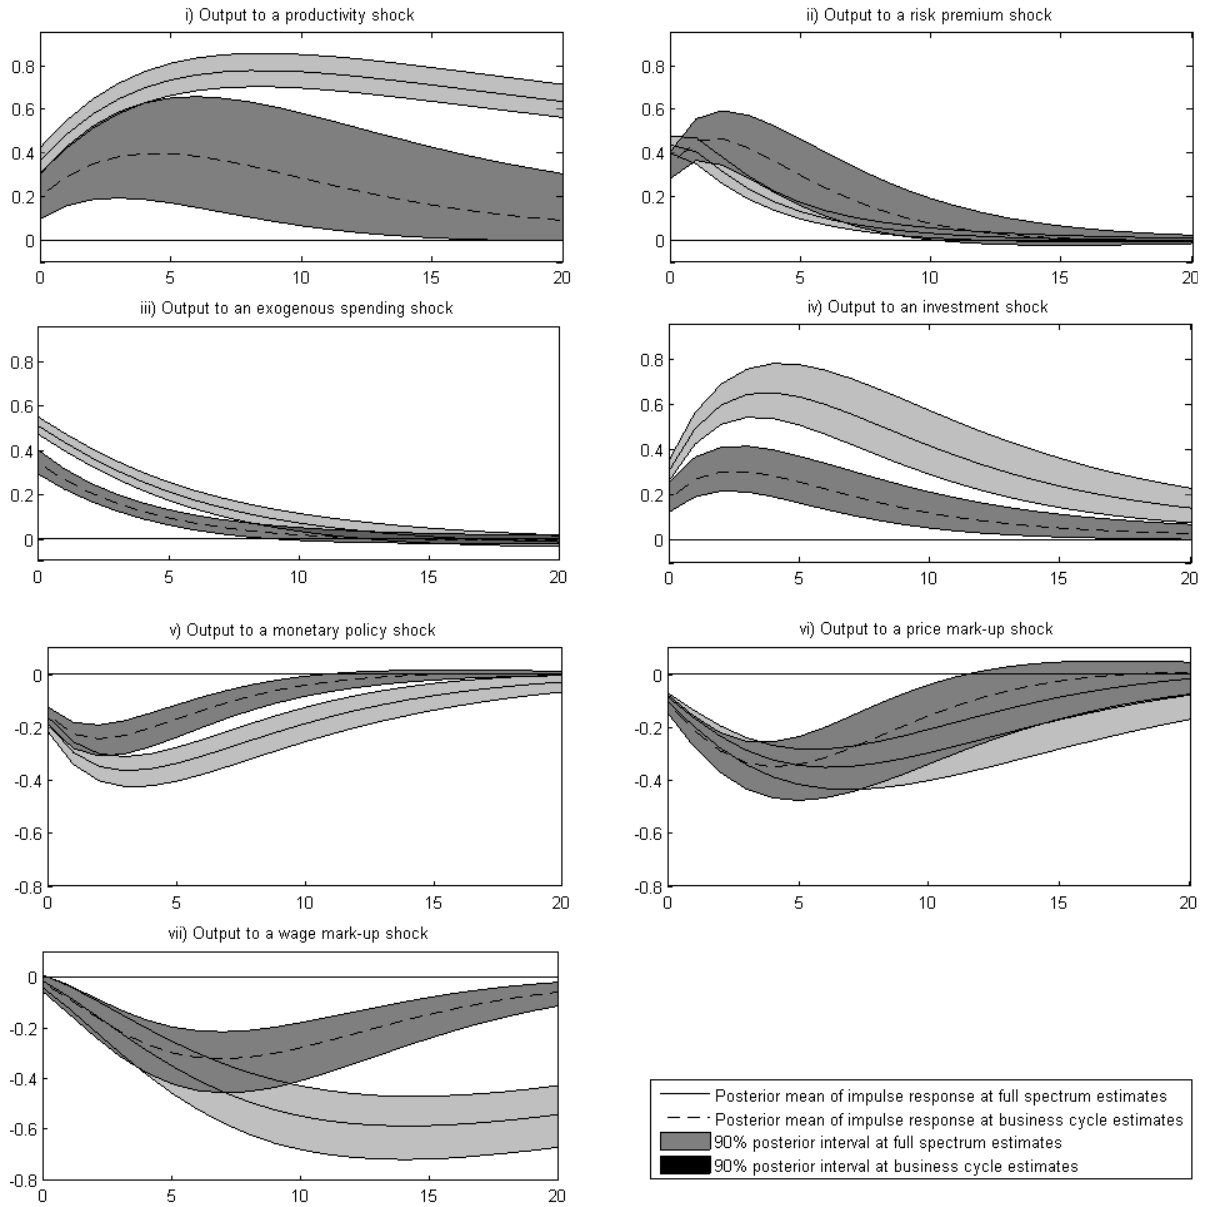 i) Output to a productivity shock
0.8
0.6
0.4
0.2
0
0 5 10 15 20
ii) Output to a risk premium shock
0.8
0.6
0.4
0.2
0
0 5 10 15 20
iii) Output to an exogenous spending shock
0.8
0.6
0.4
0.2
0
0 5 10 15 20
iv) Output to an investment shock
0.8
0.6
0.4
0.2
0
0 5 10 15 20
v) Output to a monetary policy shock
0
-0.2
-0.4
-0.6
-0.8
0 5 10 15 20
vi) Output to a price mark-up shock
0
-0.2
-0.4
-0.6
-0.8
0 5 10 15 20
vii) Output to a wage mark-up shock
0
-0.2
-0.4
-0.6
-0.8
0 5 10 15 20
Posterior mean of impulse response at full spectrum estimates
Posterior mean of impulse response at business cycle estimates
90% posterior interval at full spectrum estimates
90% posterior interval at business cycle estimates